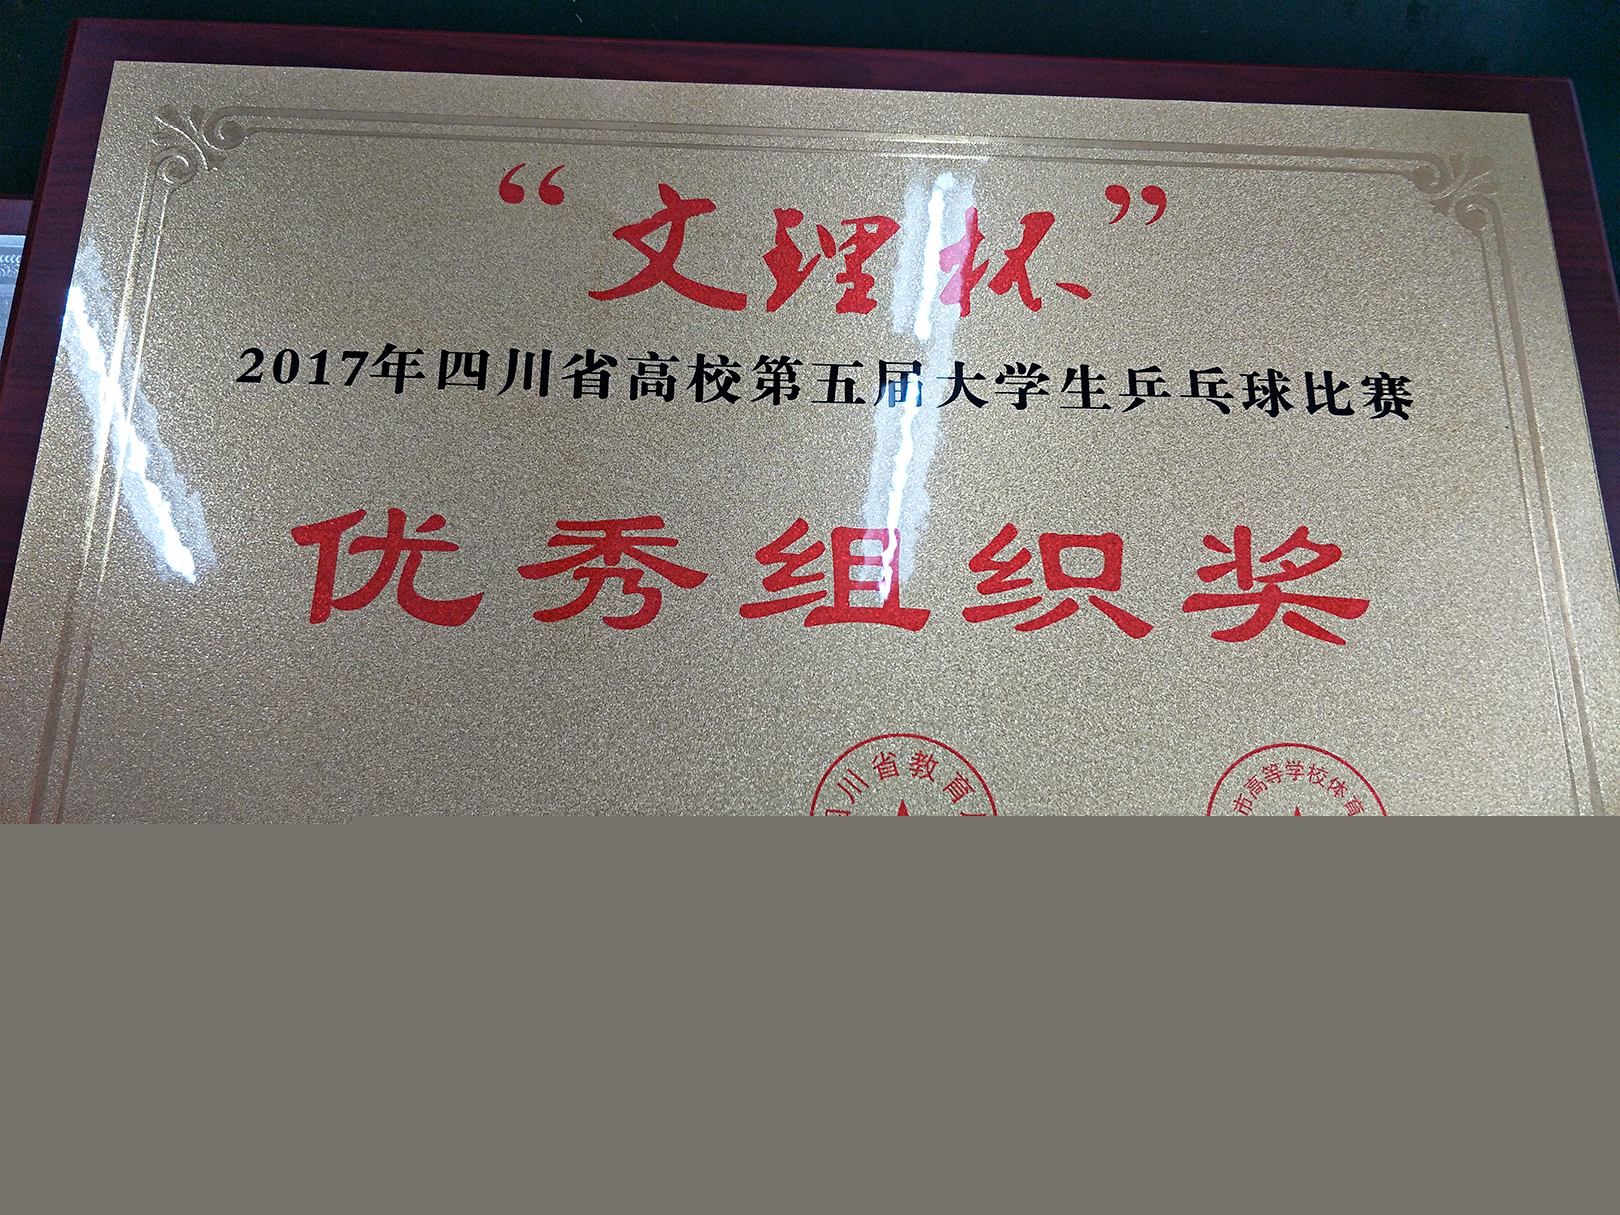 “文理杯”
2017年四川省高校第五届大学生乒乓球比赛
优秀组织奖
川省教育
市高等学校体育